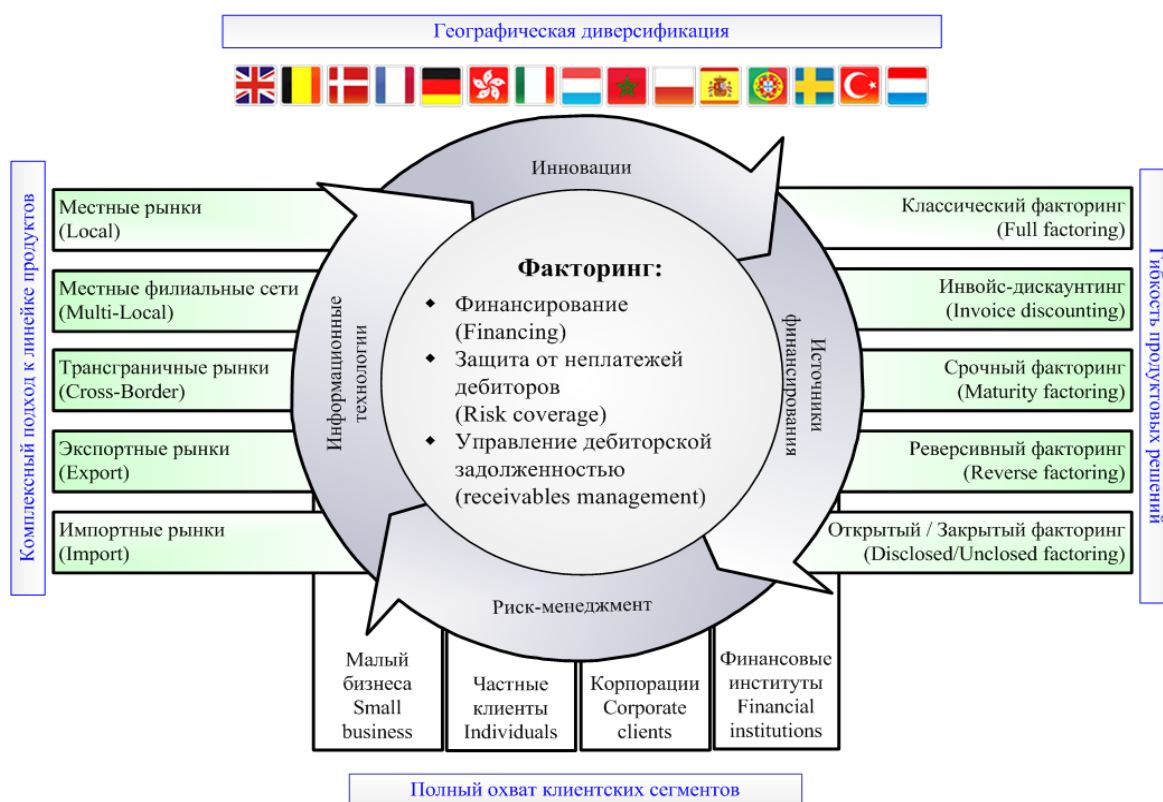 Географическая диверсификация
Комплексный подход к линейке продуктов
Местные рынки
(Local)
Местные филиальные сети
(Multi-Local)
Трансграничные рынки
(Cross-Border)
Экспортные рынки
(Export)
Импортные рынки
(Import)
Инновации
Информационные
технологии
Факторинг:
Финансирование
(Financing)
Защита от неплатежей
дебиторов
(Risk coverage)
Управление дебиторской
задолженностью
(receivables management)
Источники
финансирования
Риск-менеджмент
Классический факторинг
(Full factoring)
Инвойс-дискаунтинг
(Invoice discounting)
Срочный факторинг
(Maturity factoring)
Реверсивный факторинг
(Reverse factoring)
Открытый / Закрытый факторинг
(Disclosed/Unclosed factoring)
Гибкость продуктовых решений
Малый
бизнеса
Small
business
Частные
клиенты
Individuals
Корпорации
Corporate
clients
Финансовые
институты
Financial
institutions
Полный охват клиентских сегментов